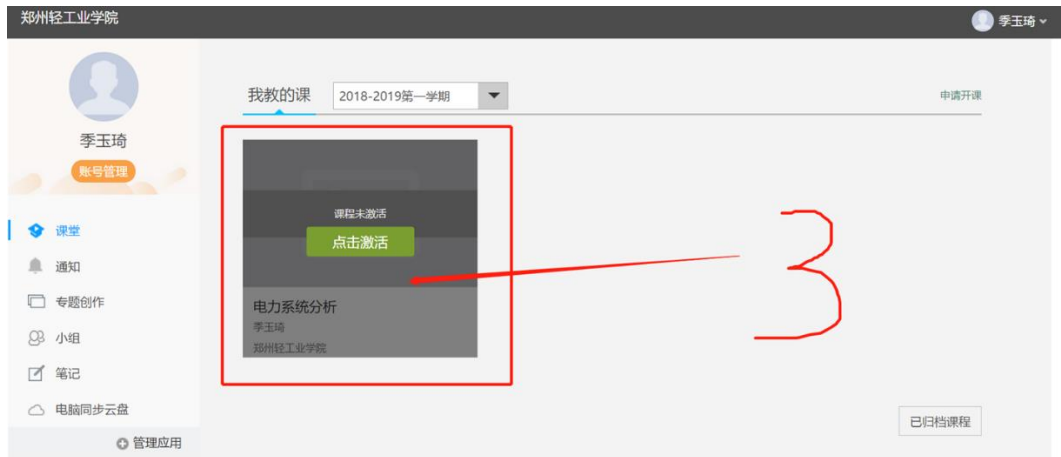 郑州轻工业学院
季玉琦
季玉琦
账号管理
课堂
通知
专题创作
小组
笔记
电脑同步云盘
管理应用
我教的课
2018-2019第一学期
申请开课
课程未激活
点击激活
电力系统分析
季玉琦
郑州轻工业学院
3
已归档课程